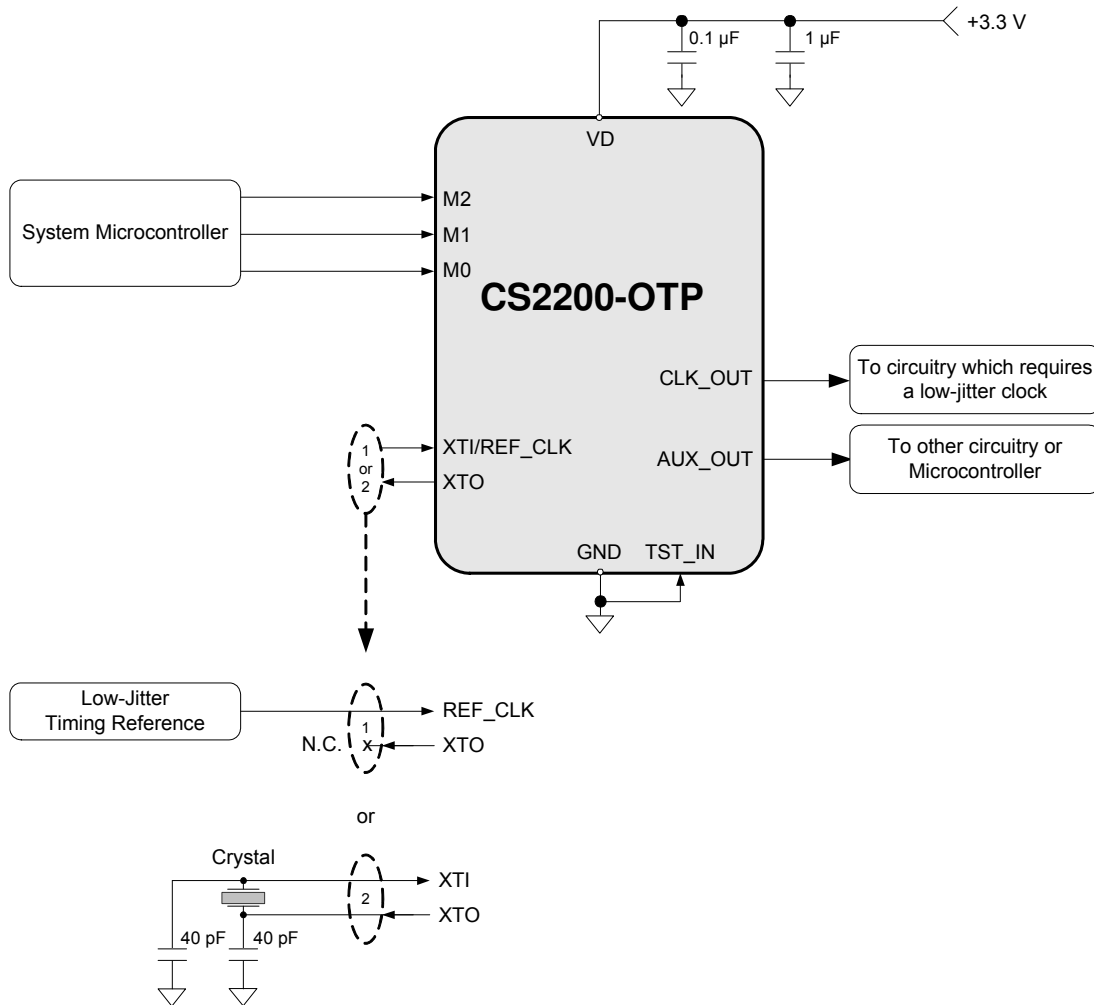 0.1 µF
1 µF
+3.3 V
VD
System Microcontroller
M2
M1
M0
CS2200-OTP
CLK_OUT
To circuitry which requires
a low-jitter clock
XTI/REF_CLK
XTO
1
or
2
AUX_OUT
To other circuitry or
Microcontroller
GND
TST_IN
Low-Jitter
Timing Reference
REF_CLK
1
N.C.
x
XTO
or
Crystal
XTI
2
XTO
40 pF
40 pF